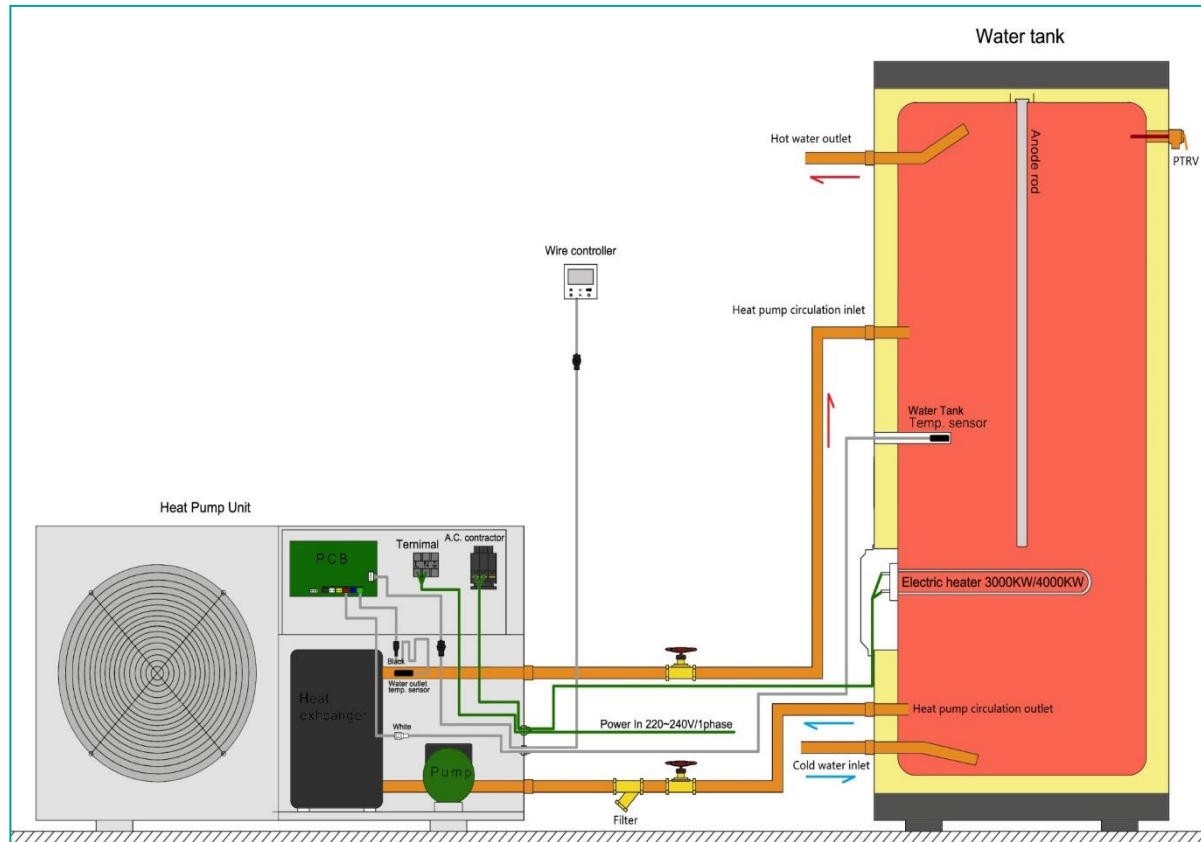 Water tank
Hot water outlet
Anode rod
PTRV
Wire controller
Heat pump circulation inlet
Water Tank
Temp. sensor
Heat Pump Unit
PCB
Ternimal
A.C. contractor
L N
Electric heater 3000KW/4000KW
Black
Water outlet
temp. sensor
Heat
exhcanger
White
Power In 220~240V/1phase
Heat pump circulation outlet
Cold water inlet
Pump
Filter